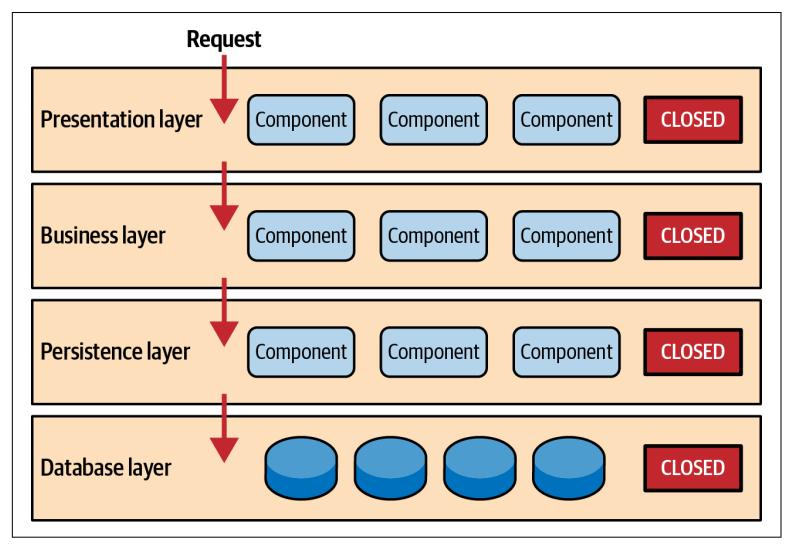 Request
Presentation layer Component Component Component CLOSED
Business layer Component Component Component CLOSED
Persistence layer Component Component Component CLOSED
Database layer CLOSED